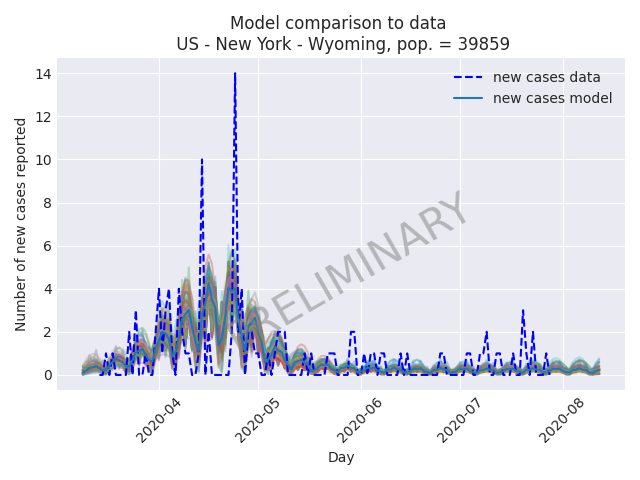 Model comparison to data
US - New York - Wyoming, pop. = 39859
Number of new cases reported
14
12
10
8
6
4
2
0
new cases data
new cases model
PRELIMINARY
2020-04
2020-05
2020-06
2020-07
2020-08
Day